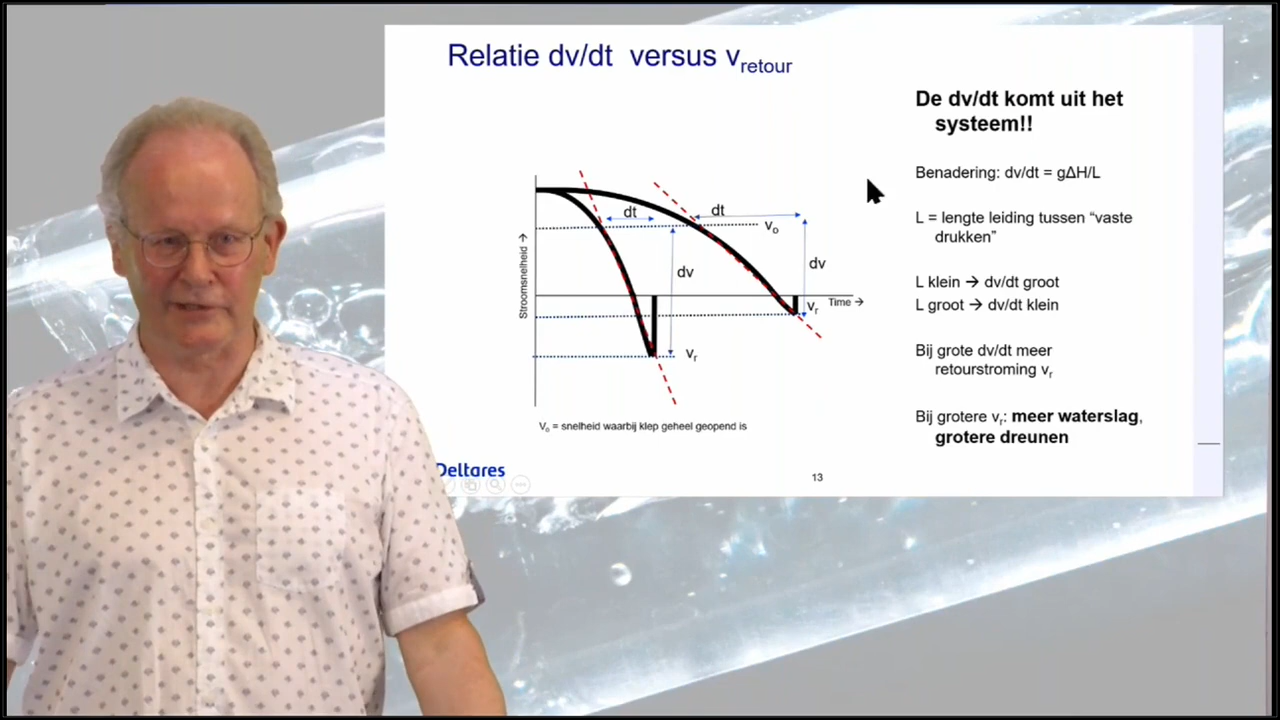 Relatie dv/dt versus vretour
De dv/dt komt uit het
systeem!!
Benadering: dv/dt = gΔH/L
L = lengte leiding tussen “vaste
drukken”
L klein → dv/dt groot
L groot → dv/dt klein
Bij grote dv/dt meer
retourstroming vr
Bij grotere vr: meer waterslag,
grotere dreunen
Stroomsnelheid →
dt
dt
vo
dv
dv
vr
Time →
vr
Vo = snelheid waarbij klep geheel geopend is
Deltares
13